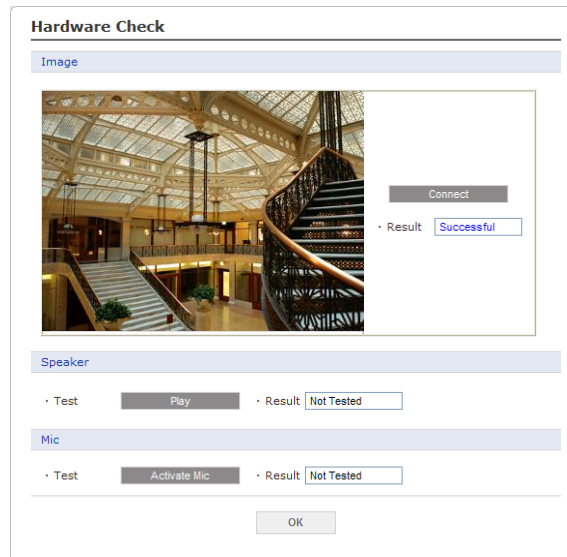 Hardware Check
Image
Connect
· Result Successful
Speaker
· Test Play · Result Not Tested
Mic
· Test Activate Mic · Result Not Tested
OK